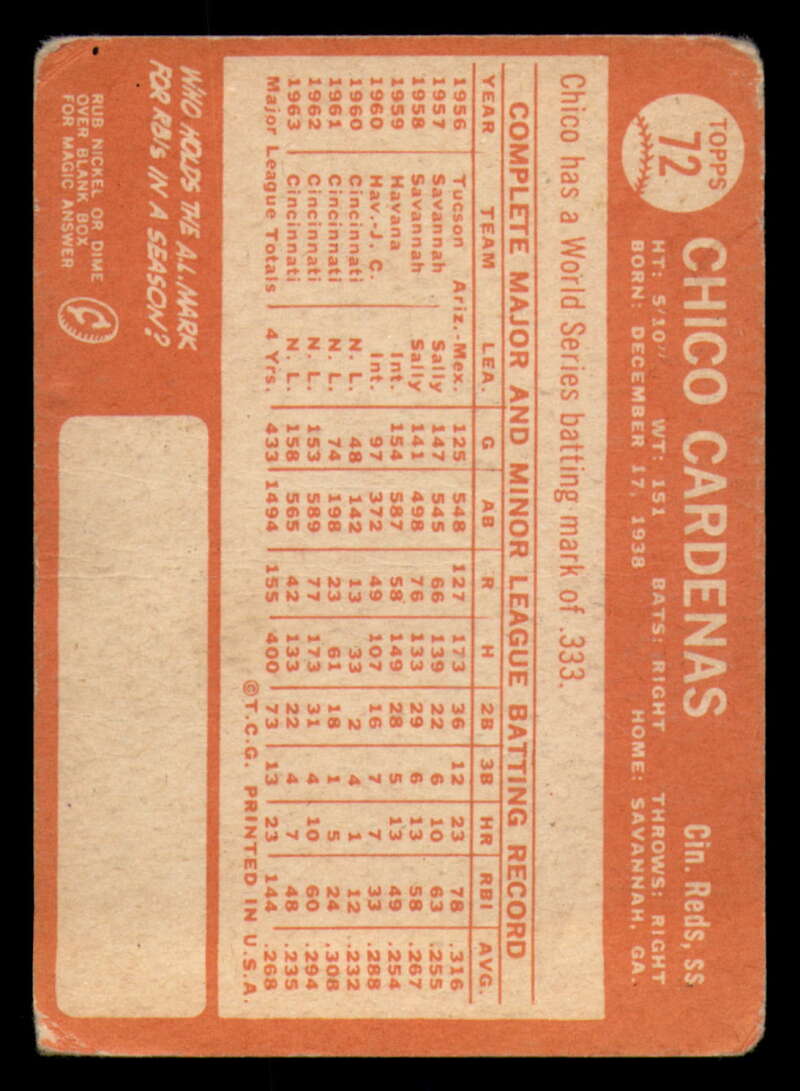 TOPPS
72
CHICO CARDENAS Cin. Reds, SS
HT: 5'10" WT: 151 BATS: RIGHT THROWS: RIGHT
BORN: DECEMBER 17, 1938 HOME: SAVANNAH, GA
Chico has a World Series batting mark of .333.
COMPLETE MAJOR AND MINOR LEAGUE BATTING RECORD
YEAR TEAM LEA. G AB R H 2B 3B HR RBI AVG.
1956 Tucson Ariz.-Mex. 125 548 127 173 36 12 23 78 .316
1957 Savannah Sally 147 545 66 139 22 6 10 63 .255
1958 Savannah Sally 141 498 76 133 29 6 13 58 .267
1959 Havana Int. 154 587 58 149 28 5 13 49 .254
1960 Hav.-J. C. Int. 97 372 49 107 16 7 7 33 .288
1960 Cincinnati N. L. 48 142 13 33 2 4 1 12 .232
1961 Cincinnati N. L. 74 198 23 61 18 1 5 24 .308
1962 Cincinnati N. L. 153 589 77 173 31 4 10 60 .294
1963 Cincinnati N. L. 158 565 42 133 22 4 7 48 .235
Major League Totals 4 Yrs. 433 1494 155 400 73 13 23 144 .268
©T.C.G. PRINTED IN U.S.A.
WHO HOLDS THE A.L. MARK
FOR RBIs IN A SEASON?
RUB NICKEL OR DIME
OVER BLANK BOX
FOR MAGIC ANSWER